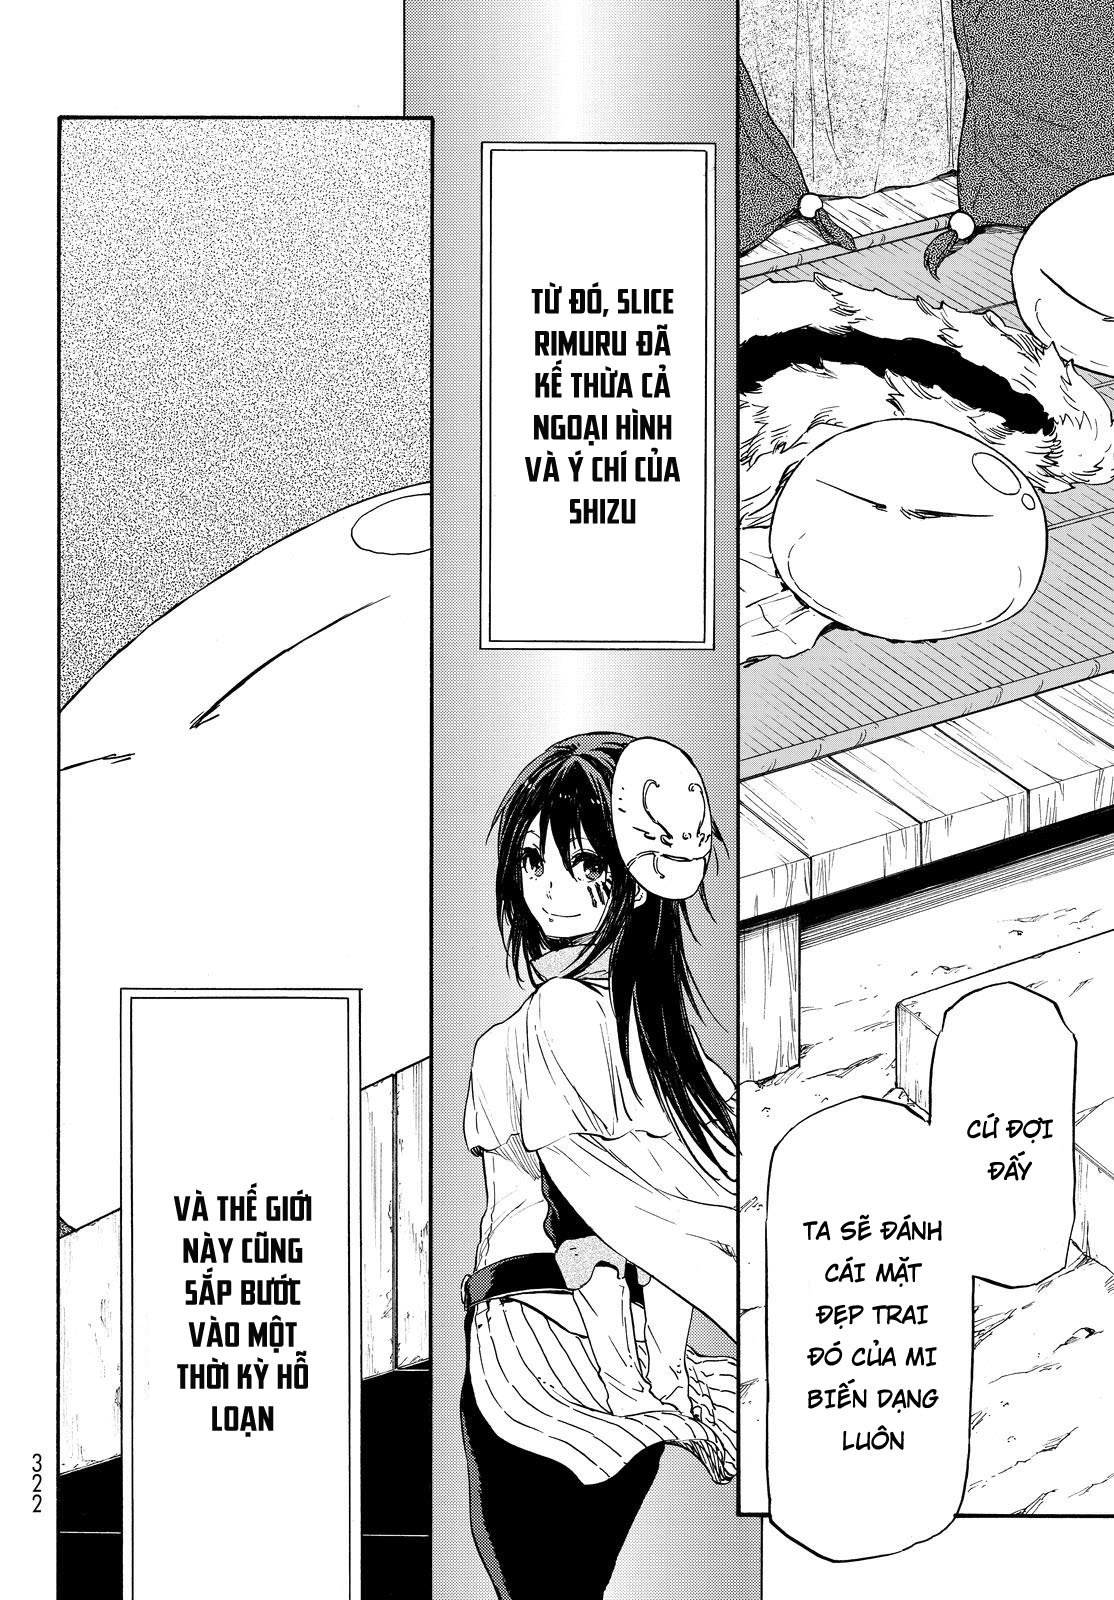 CỨ ĐỢI
ĐẤY
TA SẼ ĐÁNH
CÁI MẶT
ĐẸP TRAI
ĐÓ CỦA MI
BIẾN DẠNG
LUÔN
TỪ ĐÓ, SLICE
RIMURU ĐÃ
KẾ THỪA CẢ
NGOẠI HÌNH
VÀ Ý CHÍ CỦA
SHIZU
VÀ THẾ GIỚI
NÀY CŨNG
SẮP BƯỚC
VÀO MỘT
THỜI KỲ HỖ
LOẠN
322